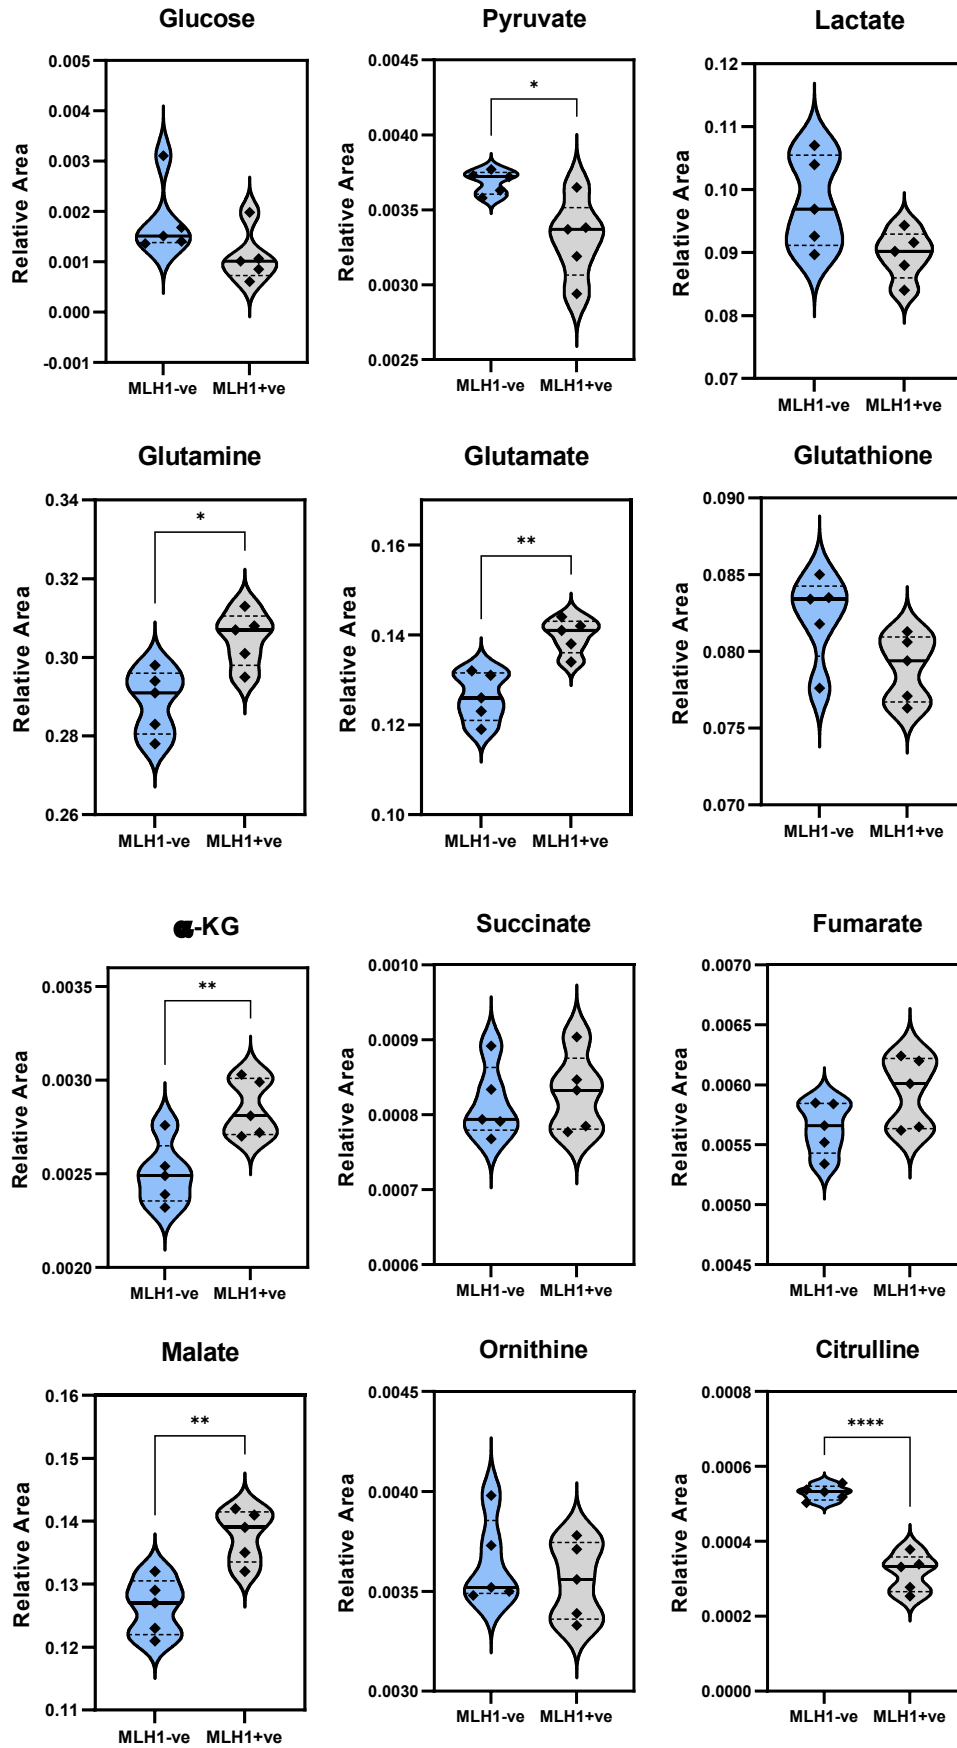 Glucose
Pyruvate
Lactate
Relative Area
0.005
0.004
0.003
0.002
0.001
0.000
-0.001
MLH1-ve MLH1+ve
Relative Area
0.0045
0.0040
0.0035
0.0030
0.0025
*
MLH1-ve MLH1+ve
Relative Area
0.12
0.11
0.10
0.09
0.08
0.07
MLH1-ve MLH1+ve
Glutamine
Glutamate
Glutathione
Relative Area
0.34
0.32
0.30
0.28
0.26
*
MLH1-ve MLH1+ve
Relative Area
0.16
0.14
0.12
0.10
**
MLH1-ve MLH1+ve
Relative Area
0.090
0.085
0.080
0.075
0.070
MLH1-ve MLH1+ve
α-KG
Succinate
Fumarate
Relative Area
0.0035
0.0030
0.0025
0.0020
**
MLH1-ve MLH1+ve
Relative Area
0.0010
0.0009
0.0008
0.0007
0.0006
MLH1-ve MLH1+ve
Relative Area
0.0070
0.0065
0.0060
0.0055
0.0050
0.0045
MLH1-ve MLH1+ve
Malate
Ornithine
Citrulline
Relative Area
0.16
0.15
0.14
0.13
0.12
0.11
**
MLH1-ve MLH1+ve
Relative Area
0.0045
0.0040
0.0035
0.0030
MLH1-ve MLH1+ve
Relative Area
0.0008
0.0006
0.0004
0.0002
0.0000
****
MLH1-ve MLH1+ve